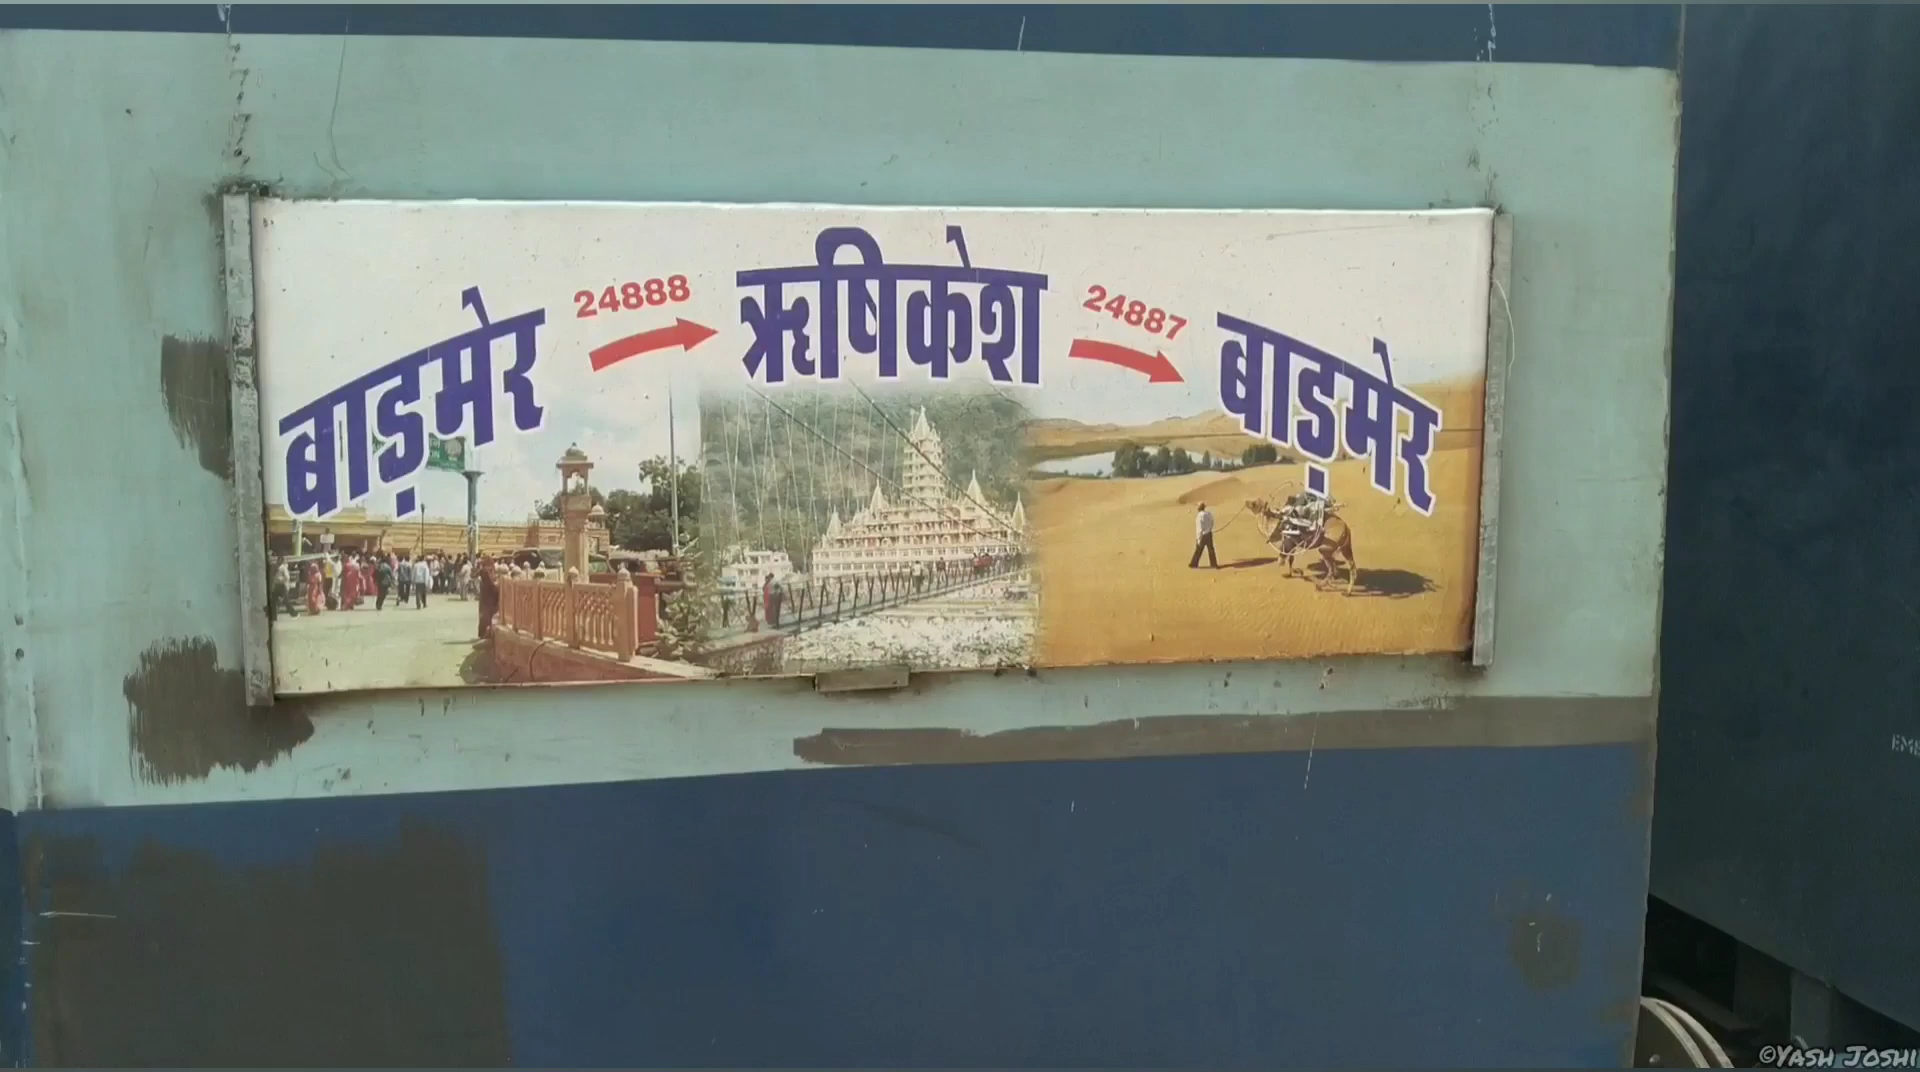 बाड़मेर 24888 ऋषिकेश 24887 बाड़मेर
©Yash Joshi